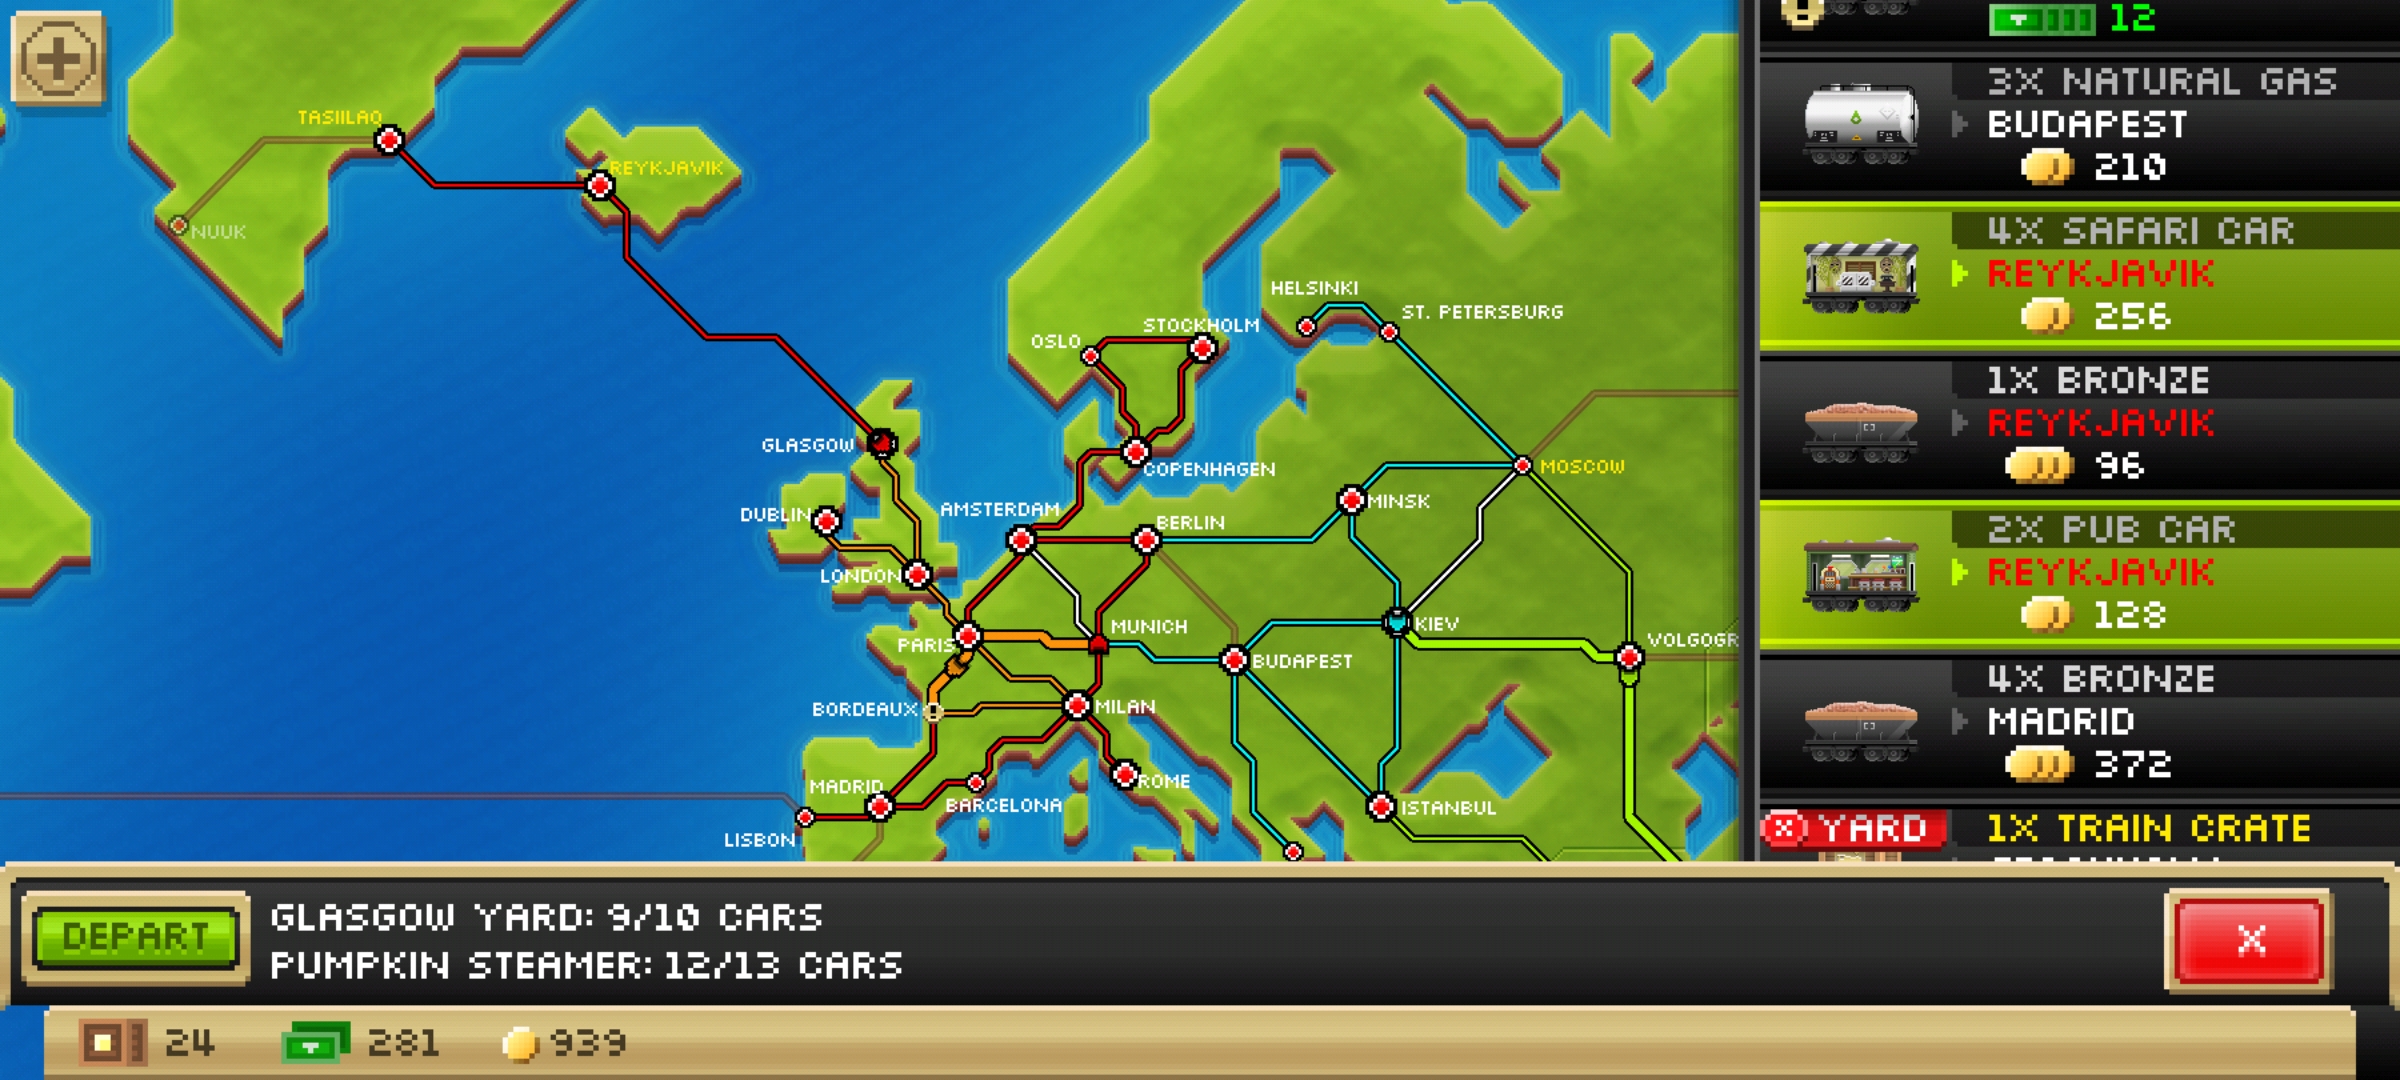 TASIILAQ
REYKJAVIK
NUUK
HELSINKI
ST. PETERSBURG
STOCKHOLM
OSLO
GLASGOW
COPENHAGEN
MOSCOW
MINSK
DUBLIN
AMSTERDAM
BERLIN
LONDON
KIEV
MUNICH
PARIS
BUDAPEST
VOLGOGR
BORDEAUX
MILAN
MADRID
ROME
BARCELONA
ISTANBUL
LISBON
12
3X NATURAL GAS
BUDAPEST
210
4X SAFARI CAR
REYKJAVIK
256
1X BRONZE
REYKJAVIK
96
2X PUB CAR
REYKJAVIK
128
4X BRONZE
MADRID
372
X YARD
1X TRAIN CRATE
DEPART
GLASGOW YARD: 9/10 CARS
PUMPKIN STEAMER: 12/13 CARS
X
24
281
939